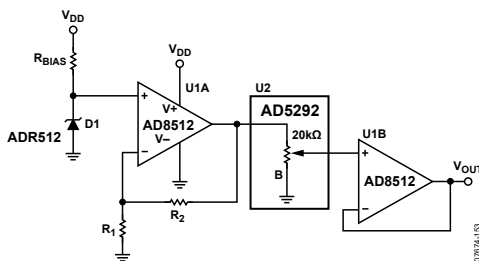 VDD
RBIAS
ADR512
D1
VDD
U1A
+
V+
AD8512
V–
–
R1
R2
U2
AD5292
20kΩ
B
U1B
+
AD8512
–
VOUT
07674-153